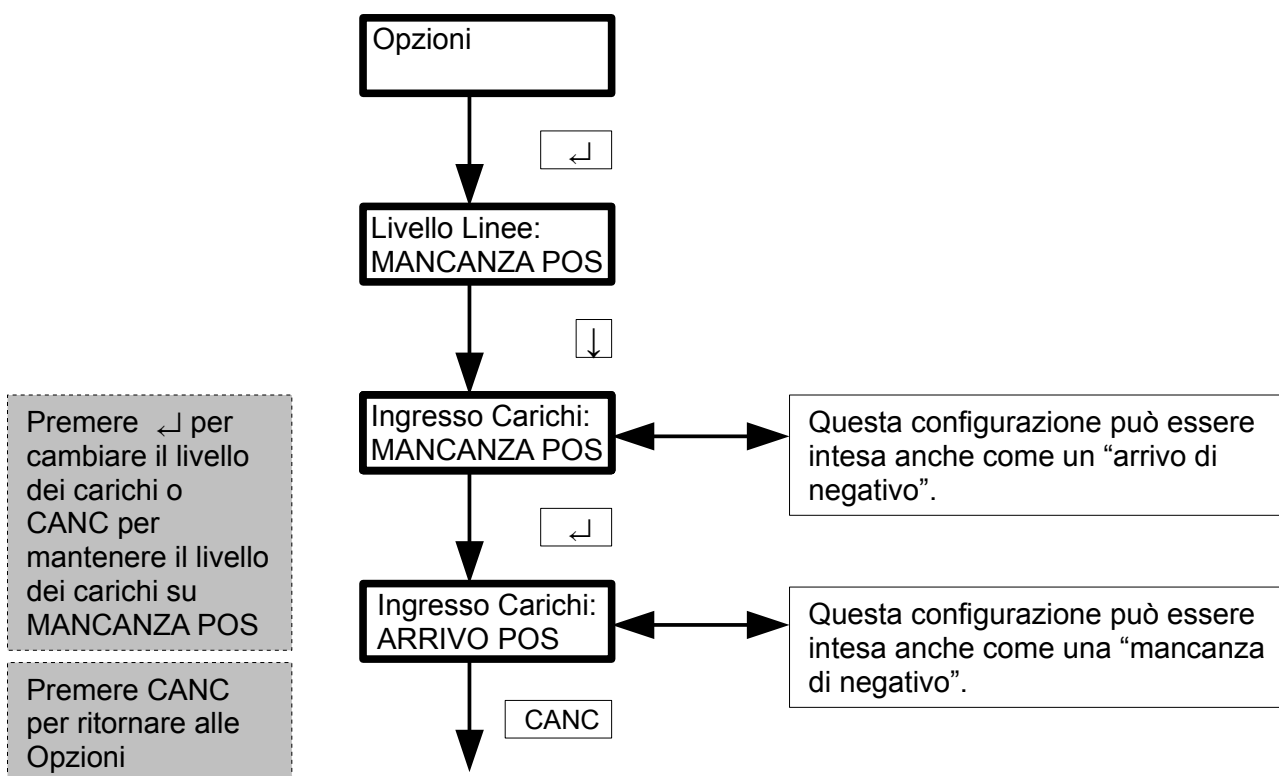 Opzioni
↵
Livello Linee:
MANCANZA POS
↓
Ingresso Carichi:
MANCANZA POS
Questa configurazione può essere
intesa anche come un “arrivo di
negativo”.
Premere ↵ per
cambiare il livello
dei carichi o
CANC per
mantenere il livello
dei carichi su
MANCANZA POS
↵
Ingresso Carichi:
ARRIVO POS
Questa configurazione può essere
intesa anche come una “mancanza
di negativo”.
Premere CANC
per ritornare alle
Opzioni
CANC